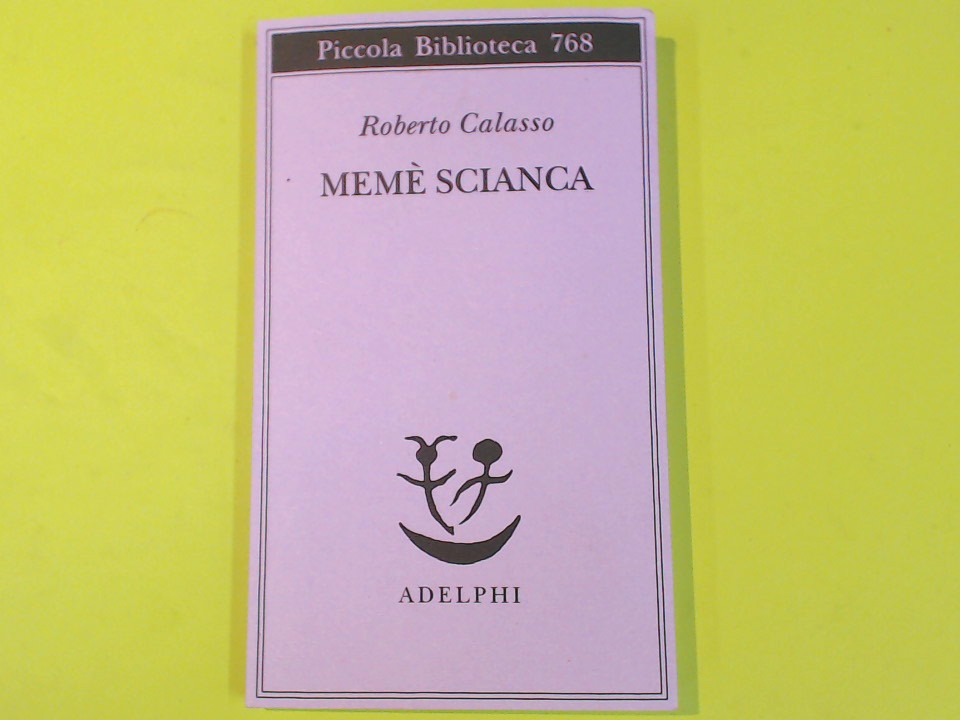 Piccola Biblioteca 768
Roberto Calasso
MEMÈ SCIANCA
ADELPHI